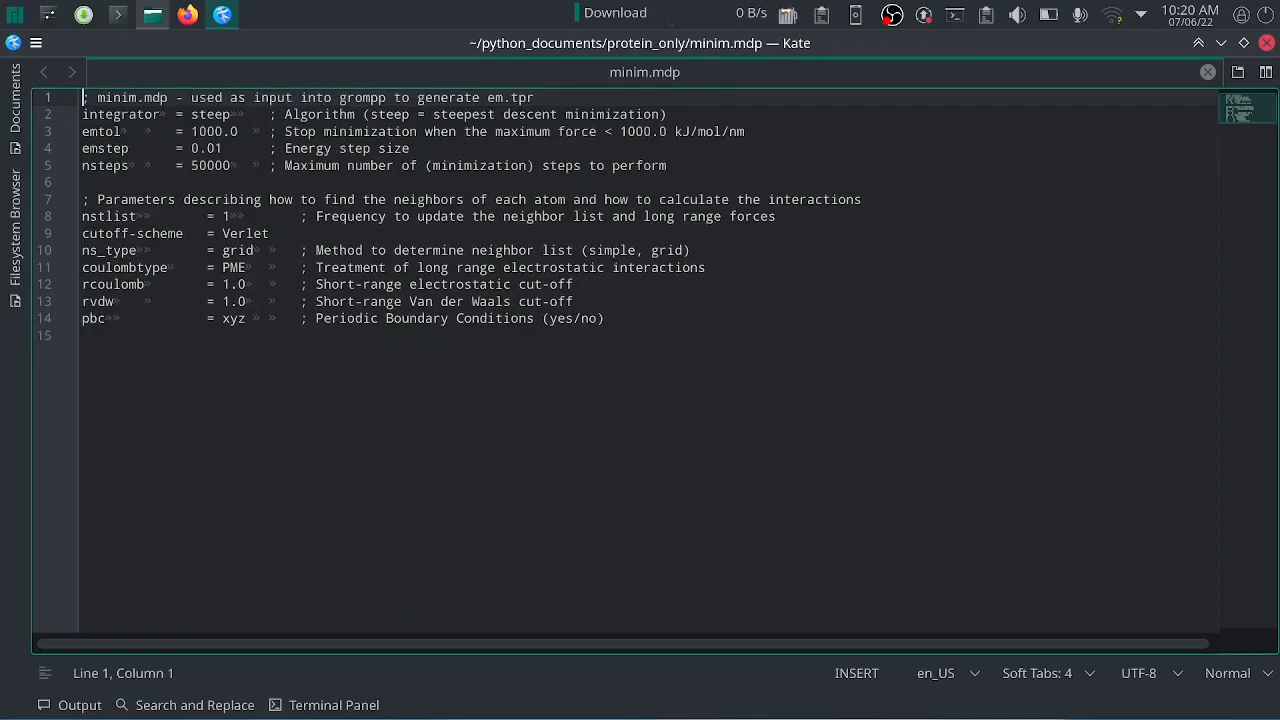 Download
0 B/s
10:20 AM
07/06/22
~/python_documents/protein_only/minim.mdp — Kate
minim.mdp
Documents
Filesystem Browser
1 ; minim.mdp - used as input into grompp to generate em.tpr
2 integrator» = steep»» ; Algorithm (steep = steepest descent minimization)
3 emtol» » = 1000.0 » ; Stop minimization when the maximum force < 1000.0 kJ/mol/nm
4 emstep = 0.01 ; Energy step size
5 nsteps» » = 50000» » ; Maximum number of (minimization) steps to perform
6
7 ; Parameters describing how to find the neighbors of each atom and how to calculate the interactions
8 nstlist»» = 1»» ; Frequency to update the neighbor list and long range forces
9 cutoff-scheme = Verlet
10 ns_type»» = grid» » ; Method to determine neighbor list (simple, grid)
11 coulombtype» = PME» » ; Treatment of long range electrostatic interactions
12 rcoulomb» = 1.0» » ; Short-range electrostatic cut-off
13 rvdw» » = 1.0» » ; Short-range Van der Waals cut-off
14 pbc»» = xyz » » ; Periodic Boundary Conditions (yes/no)
15
Line 1, Column 1
INSERT
en_US
Soft Tabs: 4
UTF-8
Normal
Output
Search and Replace
Terminal Panel